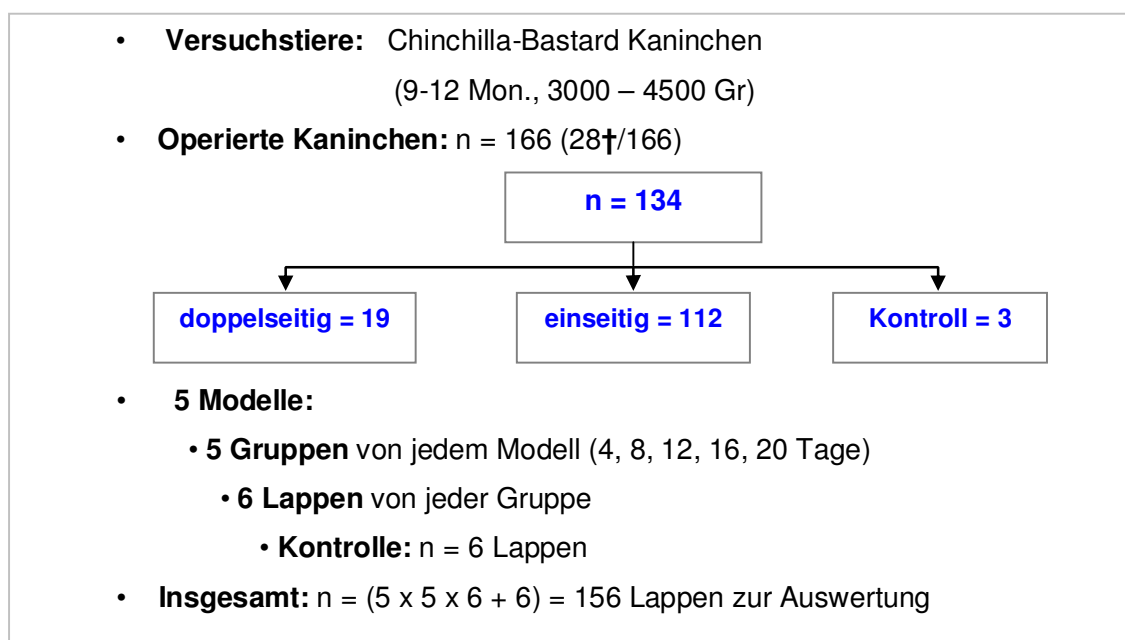 • Versuchstiere: Chinchilla-Bastard Kaninchen
(9-12 Mon., 3000 – 4500 Gr)
• Operierte Kaninchen: n = 166 (28†/166)
n = 134
doppelseitig = 19 einseitig = 112 Kontroll = 3
• 5 Modelle:
• 5 Gruppen von jedem Modell (4, 8, 12, 16, 20 Tage)
• 6 Lappen von jeder Gruppe
• Kontrolle: n = 6 Lappen
• Insgesamt: n = (5 x 5 x 6 + 6) = 156 Lappen zur Auswertung